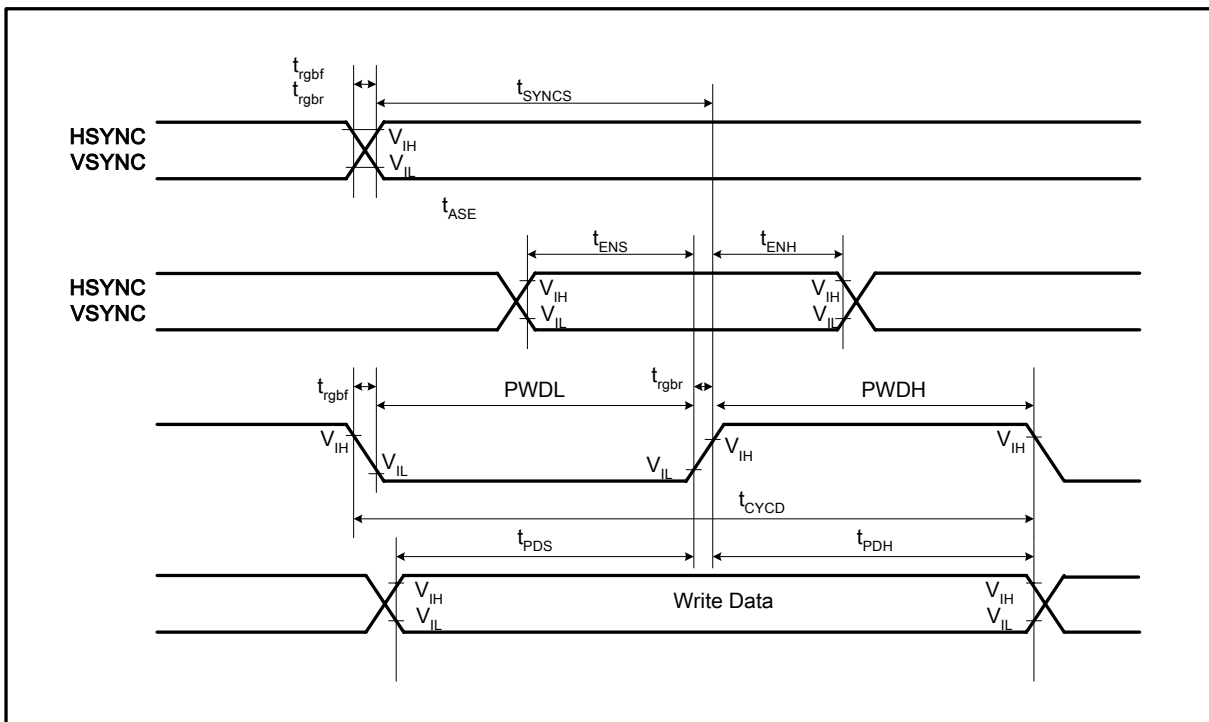 t_rgbf
t_rgbr
t_SYNCS
HSYNC
VSYNC
V_IH
V_IL
t_ASE
t_ENS
t_ENH
HSYNC
VSYNC
V_IH
V_IL
V_IH
V_IL
t_rgbf
PWDL
t_rgbr
PWDH
V_IH
V_IL
V_IL
V_IH
V_IH
t_CYCD
t_PDS
t_PDH
V_IH
V_IL
Write Data
V_IH
V_IL